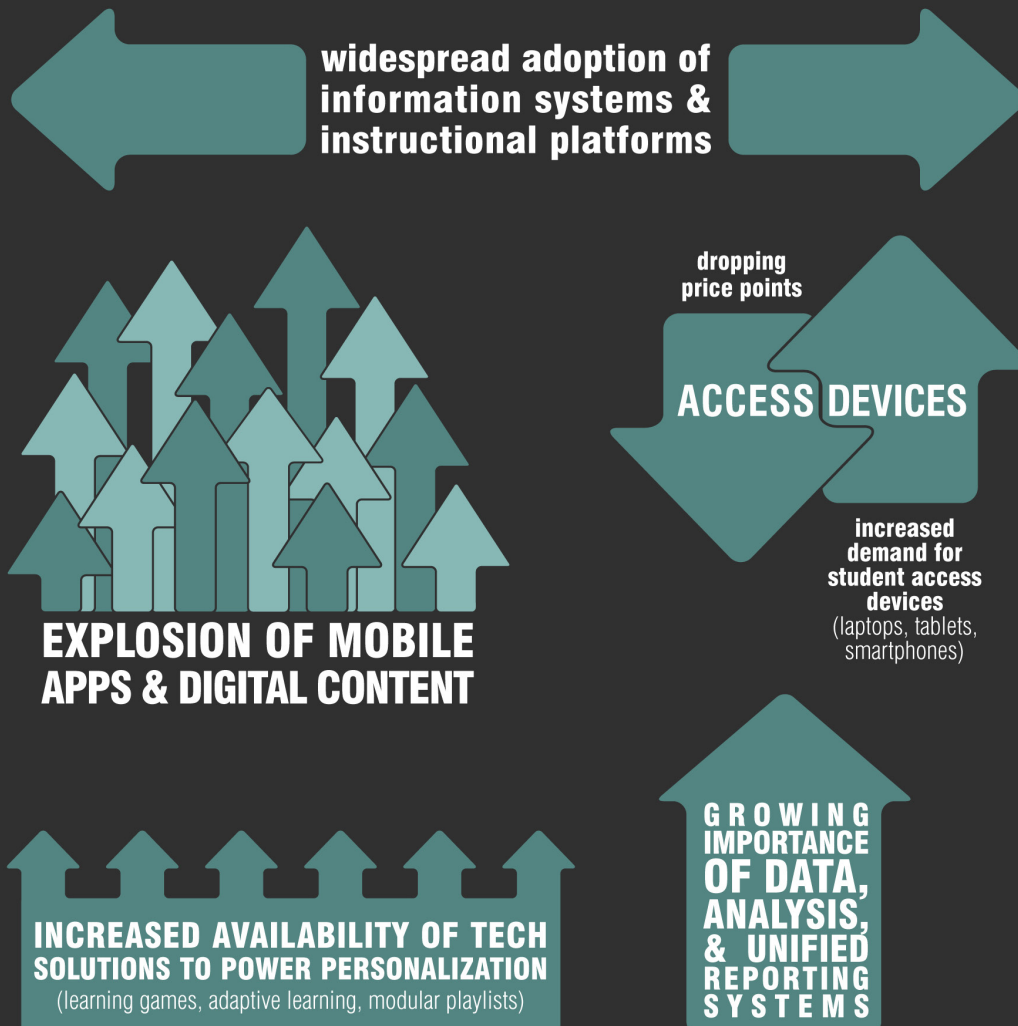 widespread adoption of
information systems &
instructional platforms
dropping
price points
ACCESS DEVICES
increased
demand for
student access
devices
(laptops, tablets,
smartphones)
EXPLOSION OF MOBILE
APPS & DIGITAL CONTENT
INCREASED AVAILABILITY OF TECH
SOLUTIONS TO POWER PERSONALIZATION
(learning games, adaptive learning, modular playlists)
GROWING
IMPORTANCE
OF DATA,
ANALYSIS,
& UNIFIED
REPORTING
SYSTEMS